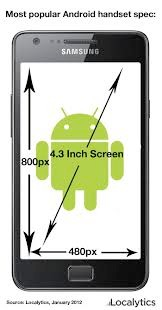 Most popular Android handset spec:
SAMSUNG
4.3 Inch Screen
800px
480px
Source: Localytics, January 2012
Localytics